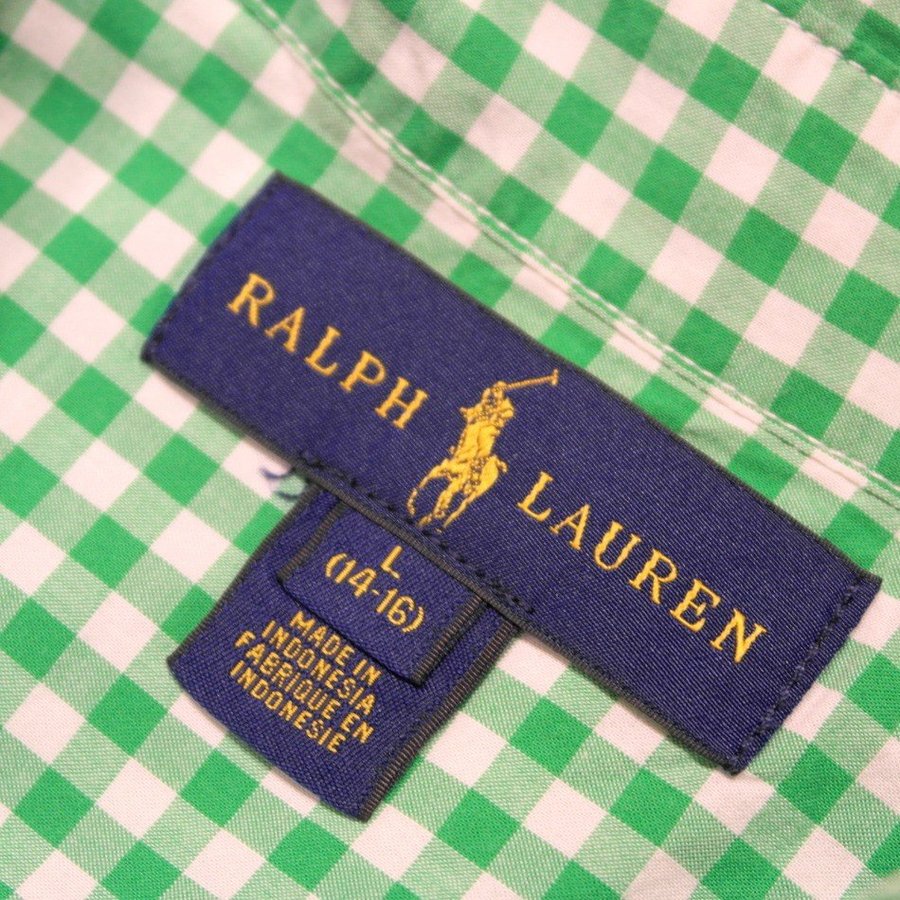 RALPH LAUREN
L
(14-16)
MADE IN
INDONESIA
FABRIQUE EN
INDONESIE